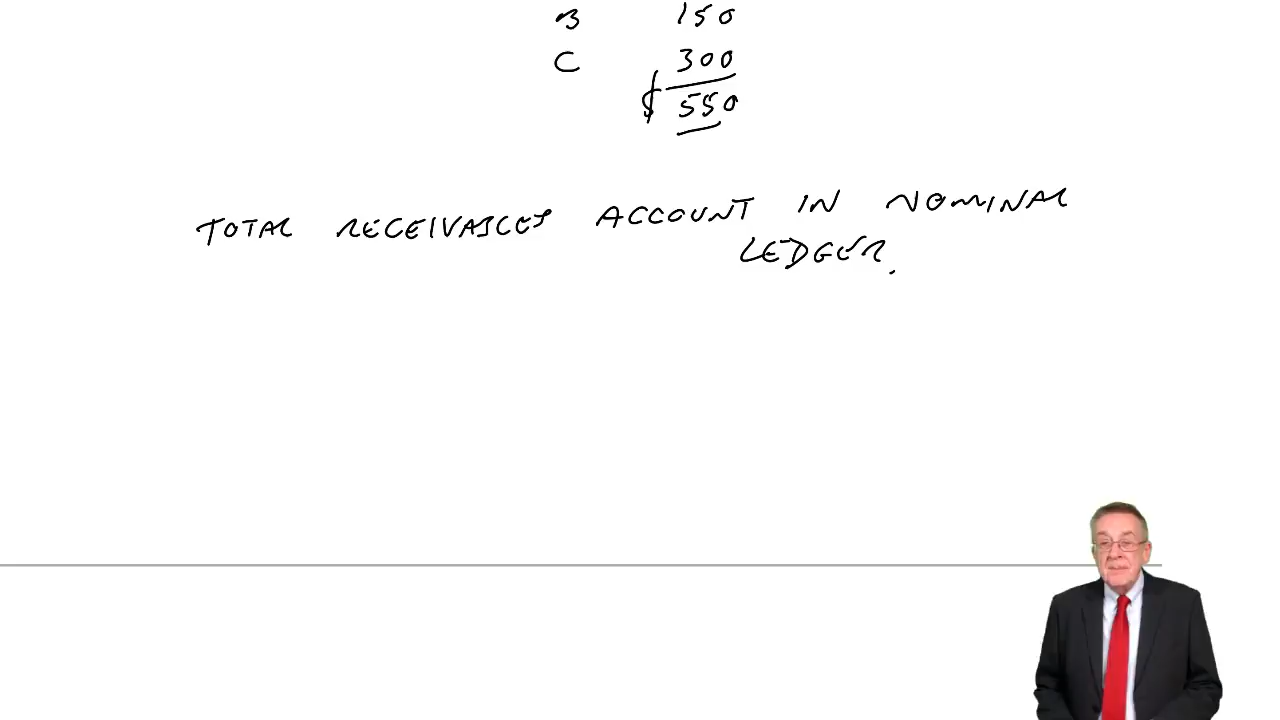 B 150
C 300
$ 550
TOTAL RECEIVABLES ACCOUNT IN NOMINAL
LEDGER.